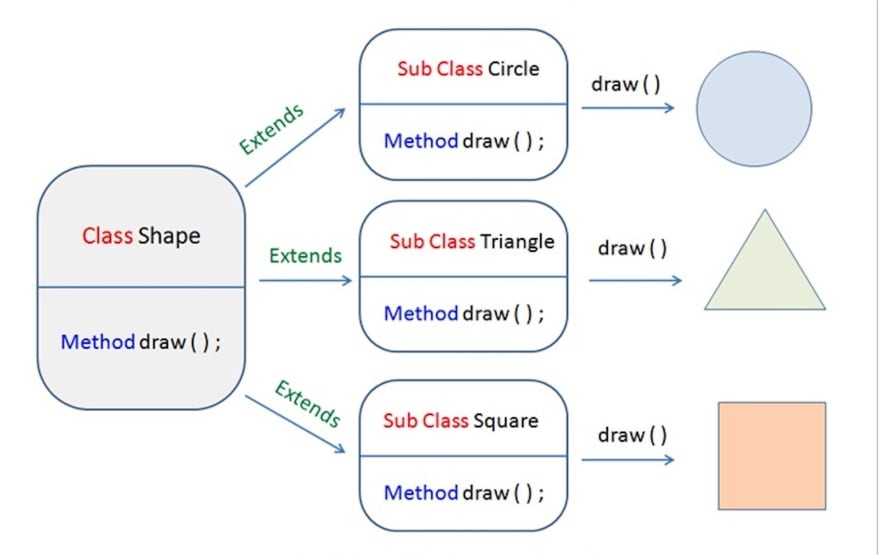 Class Shape
Method draw ( ) ;
Extends
Sub Class Circle
Method draw ( ) ;
draw ( )
Extends
Sub Class Triangle
Method draw ( ) ;
draw ( )
Extends
Sub Class Square
Method draw ( ) ;
draw ( )